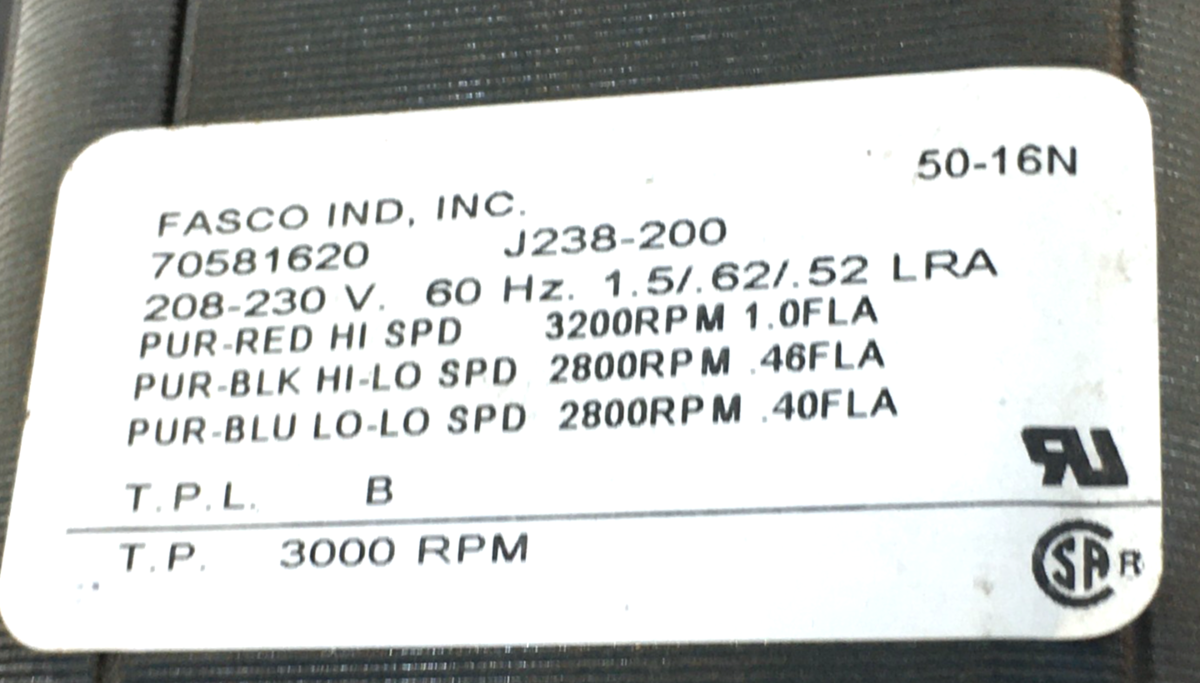 50-16N
FASCO IND, INC.
70581620 J238-200
208-230 V. 60 Hz. 1.5/.62/.52 LRA
PUR-RED HI SPD 3200RPM 1.0FLA
PUR-BLK HI-LO SPD 2800RPM .46FLA
PUR-BLU LO-LO SPD 2800RPM .40FLA
T.P.L. B
RU
T.P. 3000 RPM
SA R